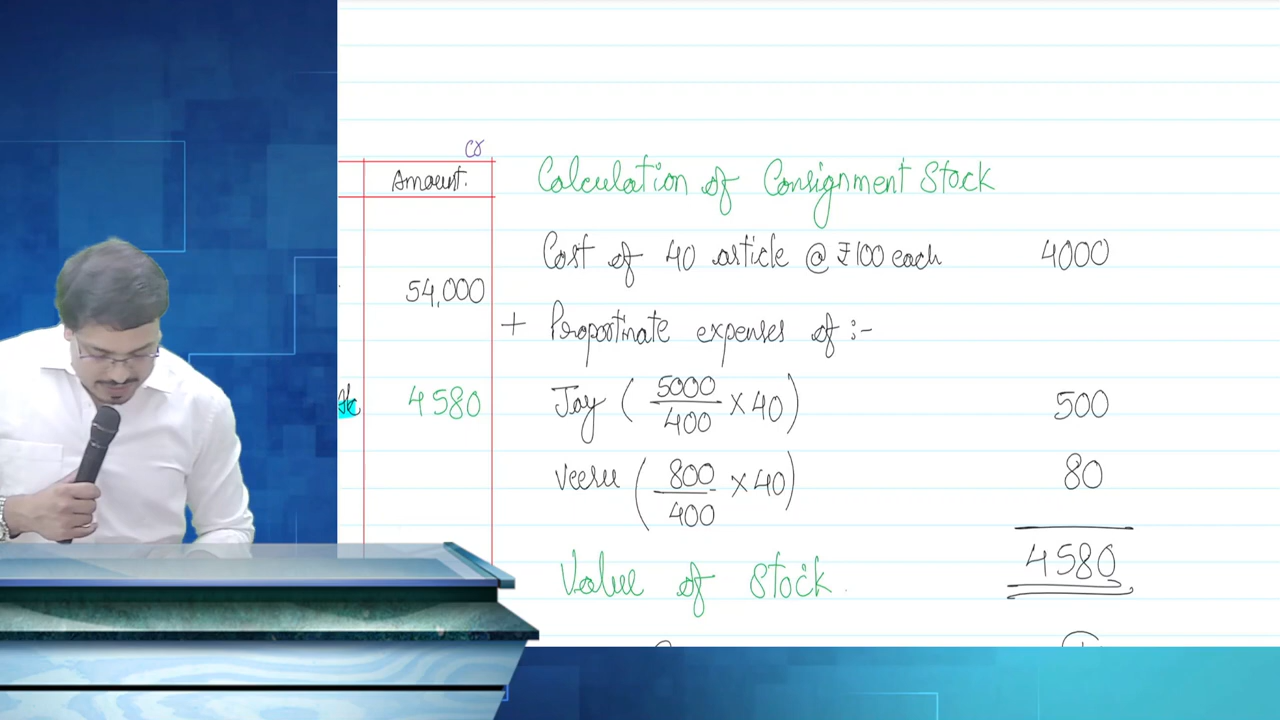 Cr
Amount.
54,000
4580
Calculation of Consignment Stock
Cost of 40 article @ ₹100 each 4000
+ Proportinate expenses of :-
Jay ( 5000/400 × 40 ) 500
Veeru ( 800/400 × 40 ) 80
4580
Value of Stock.